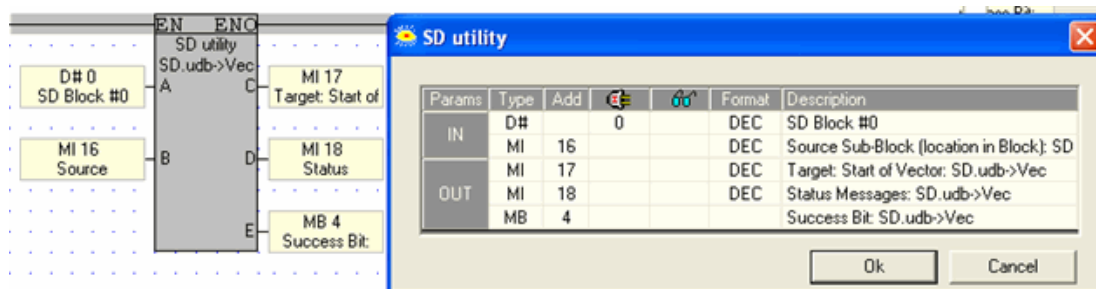 EN ENO
SD utility
SD.udb->Vec
D# 0
SD Block #0
A
C
MI 17
Target: Start of
MI 16
Source
B
D
MI 18
Status
E
MB 4
Success Bit:
SD utility
Params Type Add Format Description
IN
D# 0 DEC SD Block #0
MI 16 DEC Source Sub-Block (location in Block): SD
OUT
MI 17 DEC Target: Start of Vector: SD.udb->Vec
MI 18 DEC Status Messages: SD.udb->Vec
MB 4 Success Bit: SD.udb->Vec
Ok Cancel